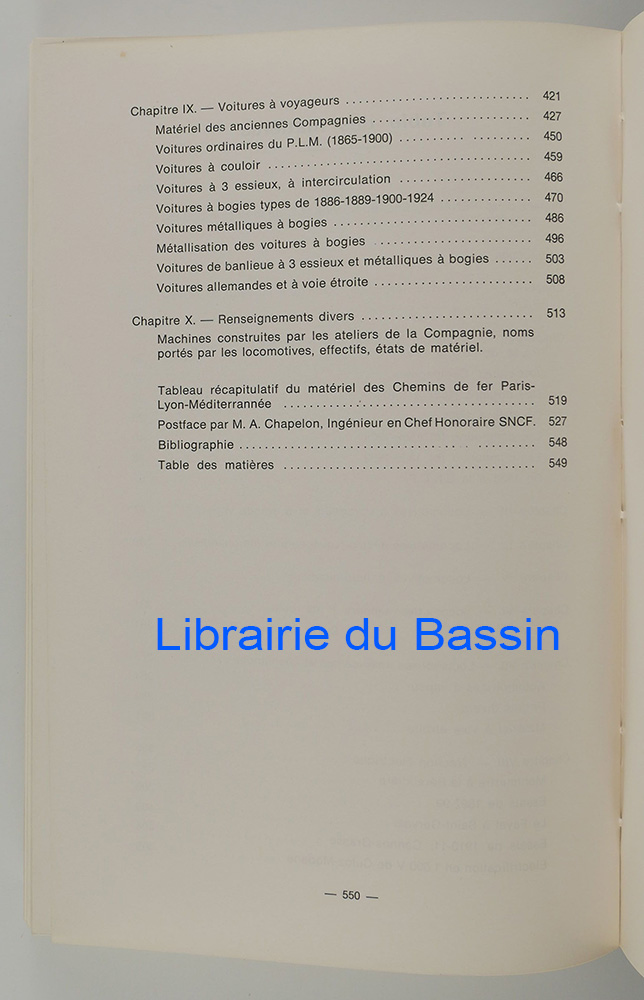 Chapitre IX. — Voitures à voyageurs ............................ 421
Matériel des anciennes Compagnies ........................ 427
Voitures ordinaires du P.L.M. (1865-1900) .......... ......... 450
Voitures à couloir ........................................ 459
Voitures à 3 essieux, à intercirculation ..................... 466
Voitures à bogies types de 1886-1889-1900-1924 .............. 470
Voitures métalliques à bogies ............................... 486
Métallisation des voitures à bogies ........................ 496
Voitures de banlieue à 3 essieux et métalliques à bogies ...... 503
Voitures allemandes et à voie étroite ........................ 508
Chapitre X. — Renseignements divers .......................... 513
Machines construites par les ateliers de la Compagnie, noms
portés par les locomotives, effectifs, états de matériel.
Tableau récapitulatif du matériel des Chemins de fer Paris-
Lyon-Méditerrannée ...................................... 519
Postface par M. A. Chapelon, Ingénieur en Chef Honoraire SNCF. 527
Bibliographie ................................. . ......... 548
Table des matières ...................................... 549
Librairie du Bassin
— 550 —